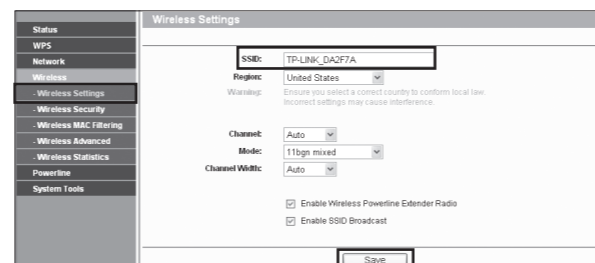 Wireless Settings
Status
WPS
Network
Wireless
- Wireless Settings
- Wireless Security
- Wireless MAC Filtering
- Wireless Advanced
- Wireless Statistics
Powerline
System Tools
SSID: TP-LINK_DA2F7A
Region: United States
Warning: Ensure you select a correct country to conform local law.
Incorrect settings may cause interference.
Channel: Auto
Mode: 11bgn mixed
Channel Width: Auto
Enable Wireless Powerline Extender Radio
Enable SSID Broadcast
Save